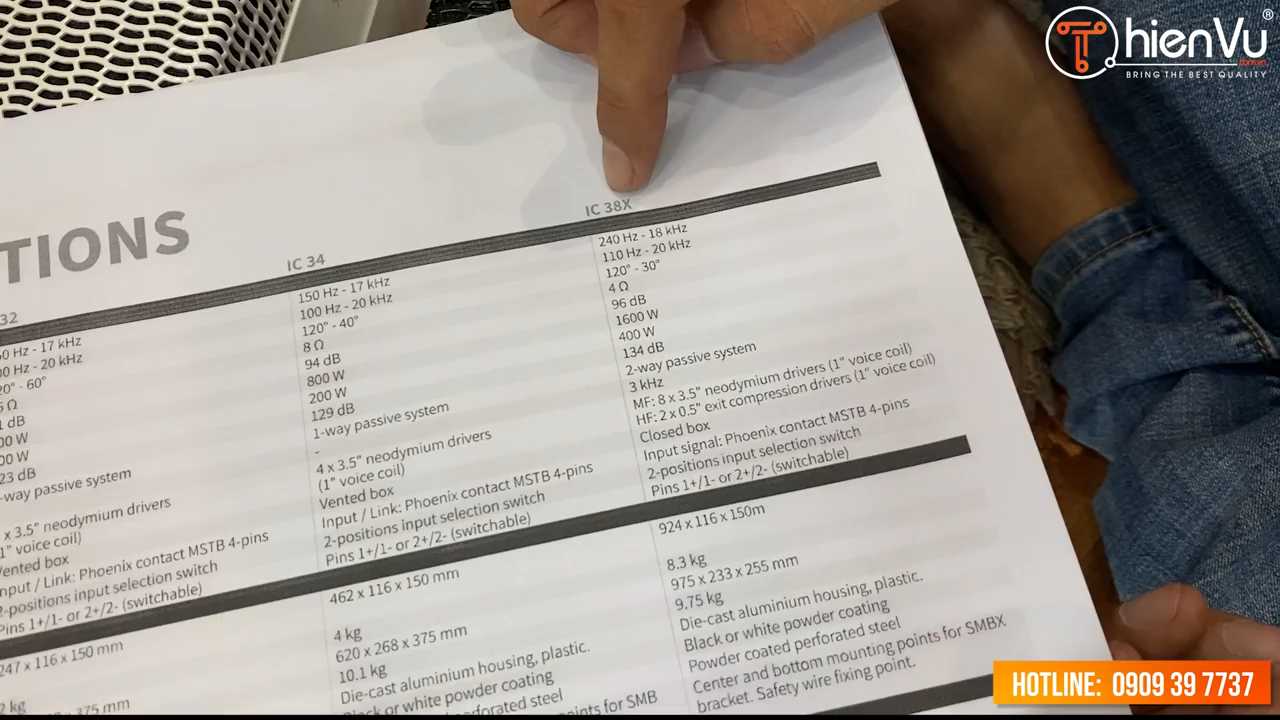 ThienVu®
.com.vn
BRING THE BEST QUALITY
TIONS
32
0 Hz - 17 kHz
00 Hz - 20 kHz
20° - 60°
Ω
dB
00 W
00 W
23 dB
-way passive system
x 3.5" neodymium drivers
1" voice coil)
ented box
nput / Link: Phoenix contact MSTB 4-pins
2-positions input selection switch
Pins 1+/1- or 2+/2- (switchable)
247 x 116 x 150 mm
kg
x 375 mm
IC 34
150 Hz - 17 kHz
100 Hz - 20 kHz
120° - 40°
8 Ω
94 dB
800 W
200 W
129 dB
1-way passive system
-
4 x 3.5" neodymium drivers
(1" voice coil)
Vented box
Input / Link: Phoenix contact MSTB 4-pins
2-positions input selection switch
Pins 1+/1- or 2+/2- (switchable)
462 x 116 x 150 mm
4 kg
620 x 268 x 375 mm
10.1 kg
Die-cast aluminium housing, plastic.
Black or white powder coating
perforated steel
points for SMB
IC 38X
240 Hz - 18 kHz
110 Hz - 20 kHz
120° - 30°
4 Ω
96 dB
1600 W
400 W
134 dB
2-way passive system
3 kHz
MF: 8 x 3.5" neodymium drivers (1" voice coil)
HF: 2 x 0.5" exit compression drivers (1" voice coil)
Closed box
Input signal: Phoenix contact MSTB 4-pins
2-positions input selection switch
Pins 1+/1- or 2+/2- (switchable)
924 x 116 x 150m
8.3 kg
975 x 233 x 255 mm
9.75 kg
Die-cast aluminium housing, plastic.
Black or white powder coating
Powder coated perforated steel
Center and bottom mounting points for SMBX
bracket. Safety wire fixing point.
HOTLINE: 0909 39 7737